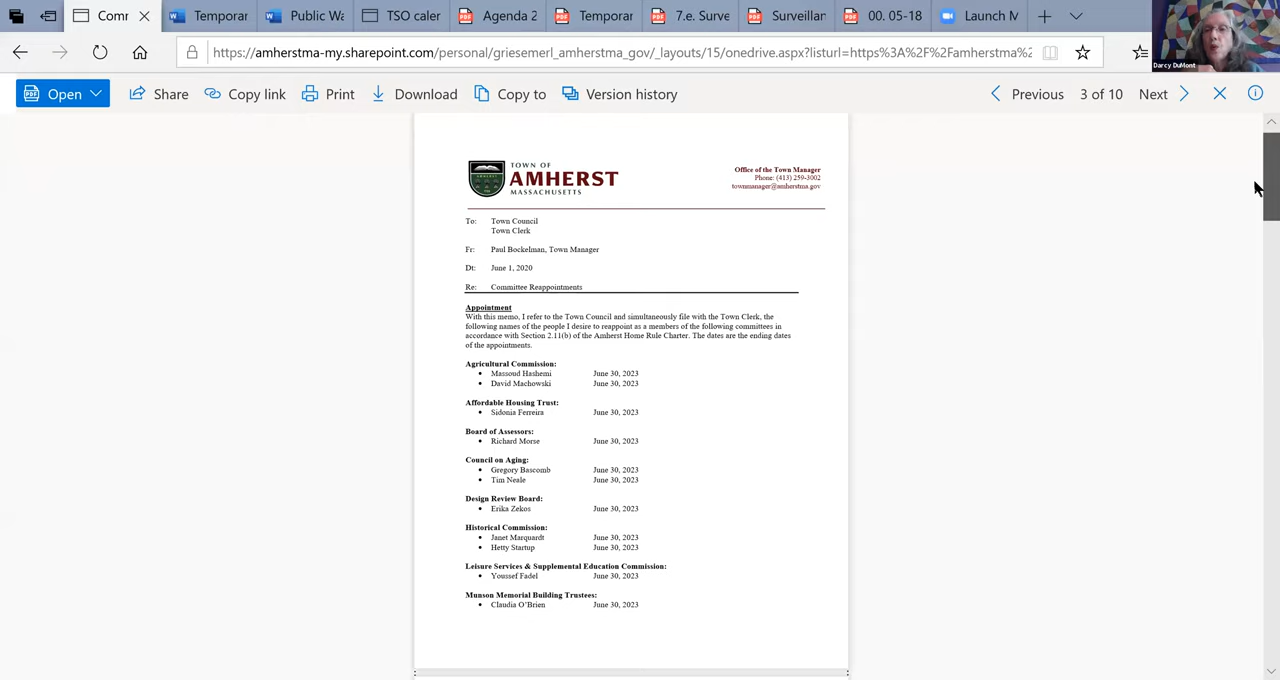 Comm
Temporar
Public Wa
TSO caler
Agenda 2
Temporar
7.e. Surve
Surveillan
00. 05-18
Launch M
https://amherstma-my.sharepoint.com/personal/griesemerl_amherstma_gov/_layouts/15/onedrive.aspx?listurl=https%3A%2F%2Famherstma%2
Darcy DuMont
Open
Share
Copy link
Print
Download
Copy to
Version history
Previous
3 of 10
Next
TOWN OF
AMHERST
MASSACHUSETTS
Office of the Town Manager
Phone: (413) 259-3002
townmanager@amherstma.gov
To: Town Council
Town Clerk
Fr: Paul Bockelman, Town Manager
Dt: June 1, 2020
Re: Committee Reappointments
Appointment
With this memo, I refer to the Town Council and simultaneously file with the Town Clerk, the
following names of the people I desire to reappoint as a members of the following committees in
accordance with Section 2.11(b) of the Amherst Home Rule Charter. The dates are the ending dates
of the appointments.
Agricultural Commission:
• Massoud Hashemi June 30, 2023
• David Machowski June 30, 2023
Affordable Housing Trust:
• Sidonia Ferreira June 30, 2023
Board of Assessors:
• Richard Morse June 30, 2023
Council on Aging:
• Gregory Bascomb June 30, 2023
• Tim Neale June 30, 2023
Design Review Board:
• Erika Zekos June 30, 2023
Historical Commission:
• Janet Marquardt June 30, 2023
• Hetty Startup June 30, 2023
Leisure Services & Supplemental Education Commission:
• Youssef Fadel June 30, 2023
Munson Memorial Building Trustees:
• Claudia O'Brien June 30, 2023